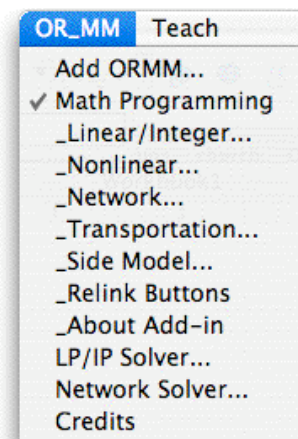 OR_MM Teach
Add ORMM...
✓ Math Programming
_Linear/Integer...
_Nonlinear...
_Network...
_Transportation...
_Side Model...
_Relink Buttons
_About Add-in
LP/IP Solver...
Network Solver...
Credits